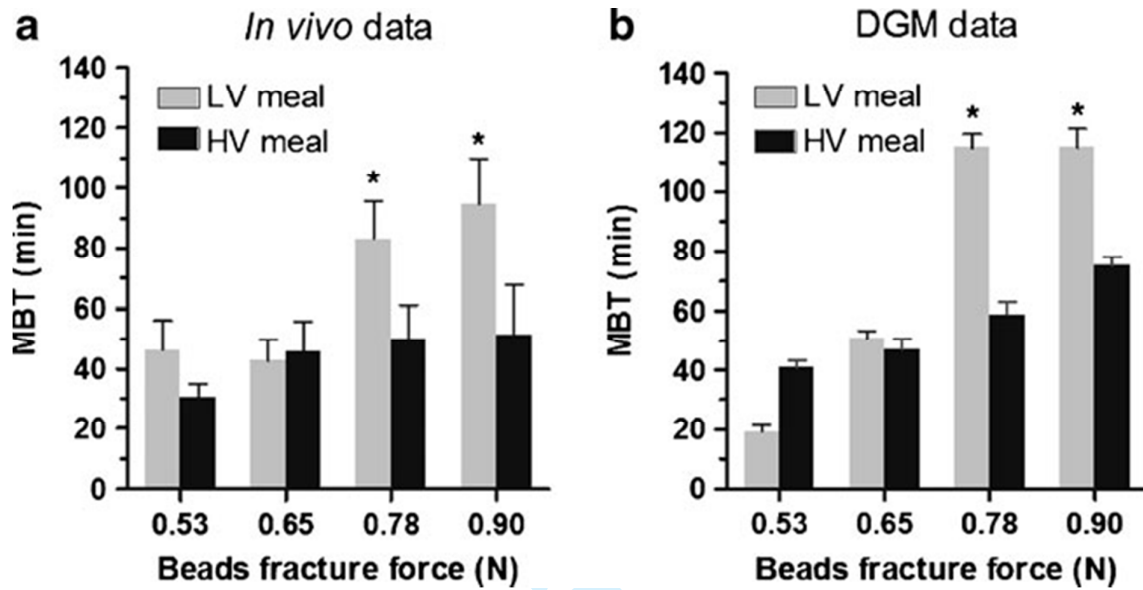 a In vivo data
MBT (min)
140
120
100
80
60
40
20
0
LV meal
HV meal
*
*
0.53 0.65 0.78 0.90
Beads fracture force (N)
b DGM data
MBT (min)
140
120
100
80
60
40
20
0
LV meal
HV meal
*
*
0.53 0.65 0.78 0.90
Beads fracture force (N)